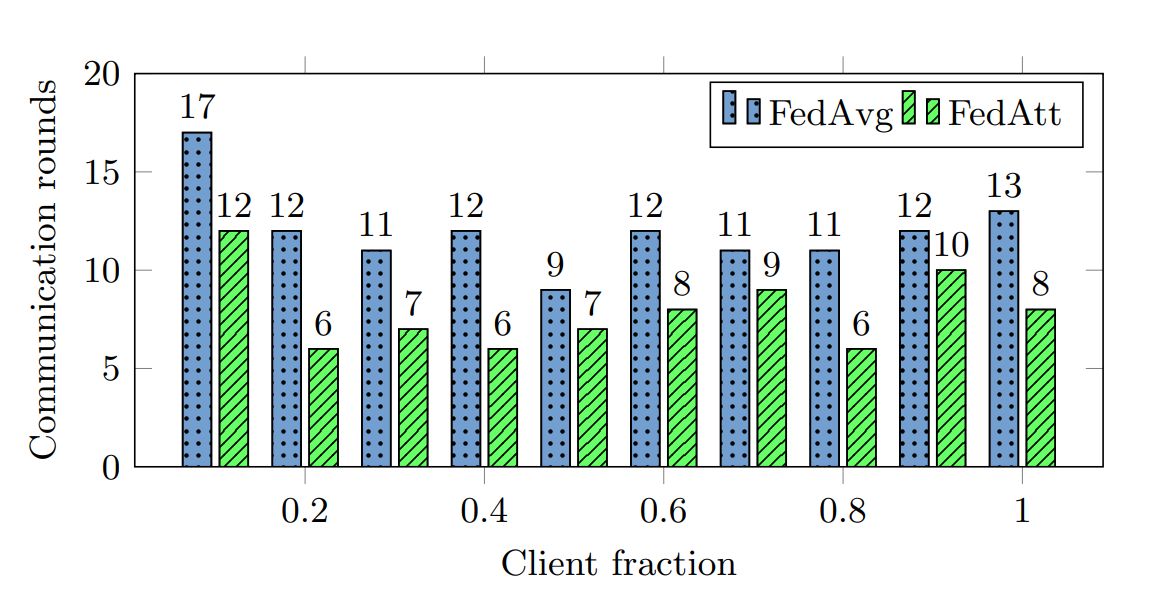 Communication rounds
20
15
10
5
0
FedAvg FedAtt
17 12 12 6 11 7 12 6 9 7 12 8 11 9 11 6 12 10 13 8
0.2 0.4 0.6 0.8 1
Client fraction